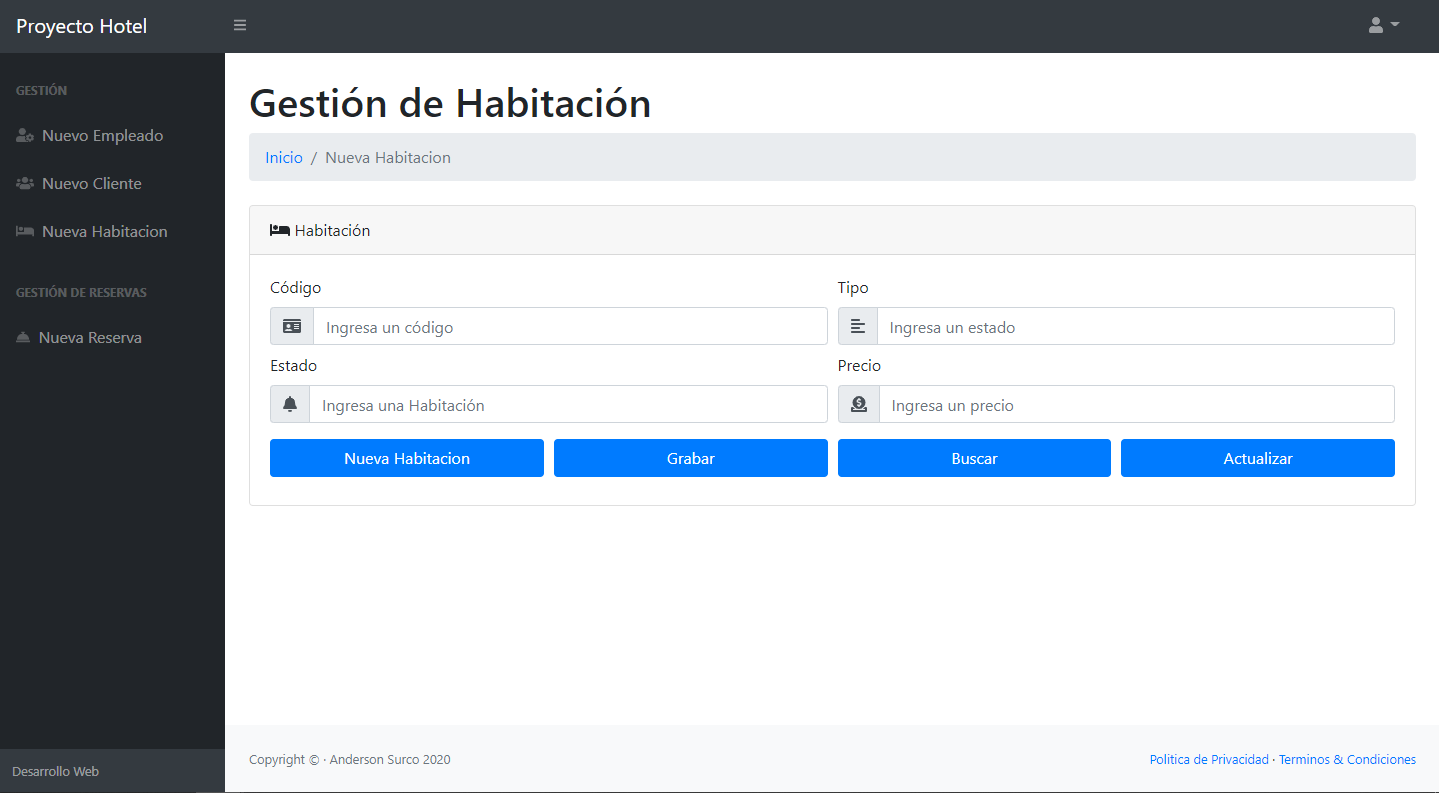 Proyecto Hotel
GESTIÓN
Nuevo Empleado
Nuevo Cliente
Nueva Habitacion
GESTIÓN DE RESERVAS
Nueva Reserva
Desarrollo Web
Gestión de Habitación
Inicio / Nueva Habitacion
Habitación
Código Tipo
Ingresa un código Ingresa un estado
Estado Precio
Ingresa una Habitación Ingresa un precio
Nueva Habitacion Grabar Buscar Actualizar
Copyright © · Anderson Surco 2020 Politica de Privacidad · Terminos & Condiciones